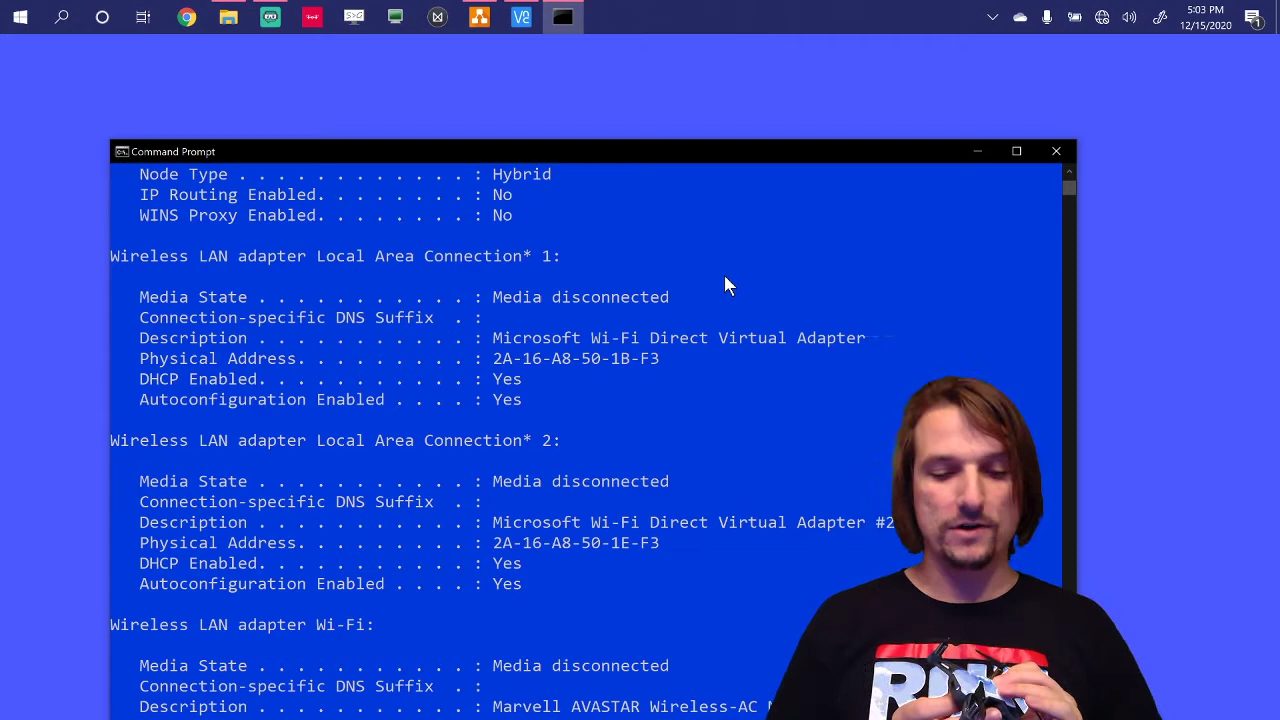 5:03 PM
12/15/2020
1
Command Prompt
Node Type . . . . . . . . . . . . : Hybrid
IP Routing Enabled. . . . . . . . : No
WINS Proxy Enabled. . . . . . . . : No
Wireless LAN adapter Local Area Connection* 1:
Media State . . . . . . . . . . . : Media disconnected
Connection-specific DNS Suffix  . :
Description . . . . . . . . . . . : Microsoft Wi-Fi Direct Virtual Adapter
Physical Address. . . . . . . . . : 2A-16-A8-50-1B-F3
DHCP Enabled. . . . . . . . . . . : Yes
Autoconfiguration Enabled . . . . : Yes
Wireless LAN adapter Local Area Connection* 2:
Media State . . . . . . . . . . . : Media disconnected
Connection-specific DNS Suffix  . :
Description . . . . . . . . . . . : Microsoft Wi-Fi Direct Virtual Adapter #2
Physical Address. . . . . . . . . : 2A-16-A8-50-1E-F3
DHCP Enabled. . . . . . . . . . . : Yes
Autoconfiguration Enabled . . . . : Yes
Wireless LAN adapter Wi-Fi:
Media State . . . . . . . . . . . : Media disconnected
Connection-specific DNS Suffix  . :
Description . . . . . . . . . . . : Marvell AVASTAR Wireless-AC